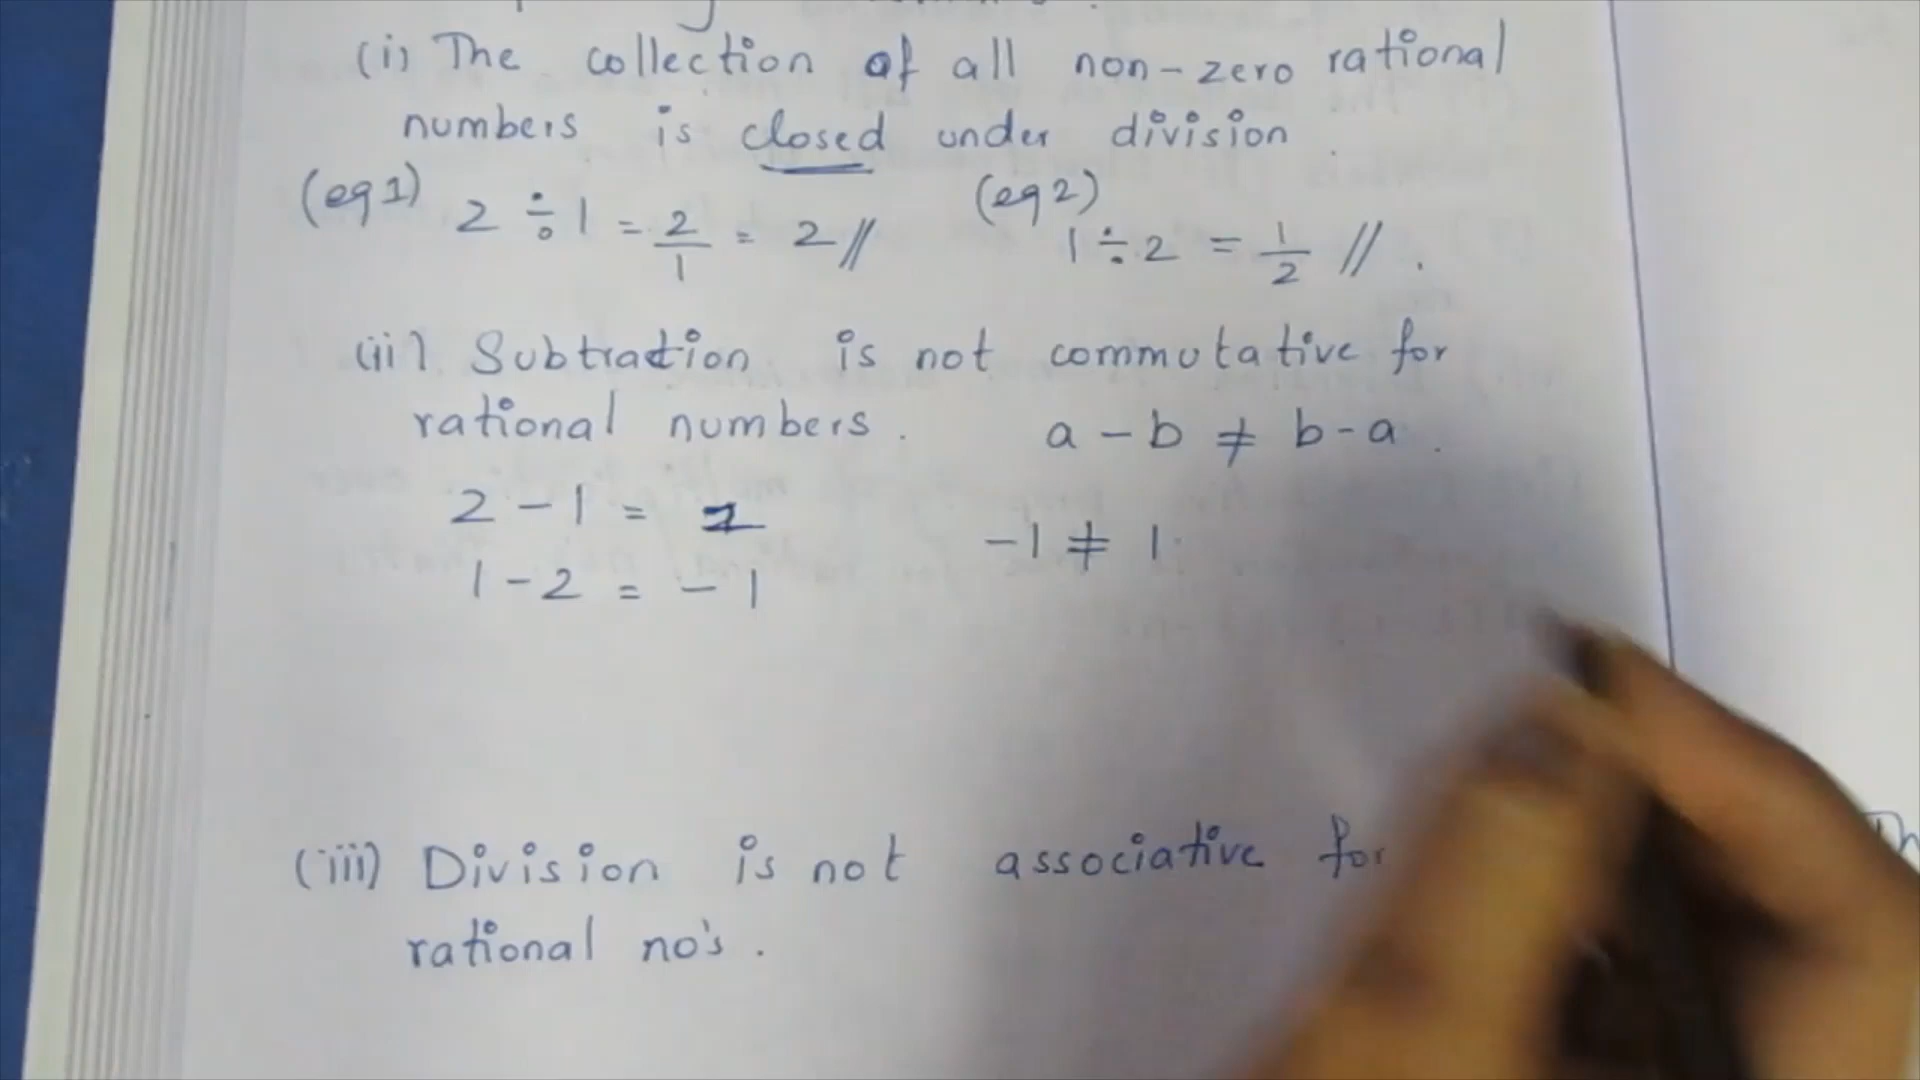 (i) The collection of all non-zero rational
numbers is closed under division
(eg 1) 2 ÷ 1 = 2/1 = 2 // (eg 2) 1 ÷ 2 = 1/2 // .
(ii) Subtraction is not commutative for
rational numbers . a - b ≠ b - a .
2 - 1 =
-1 ≠ 1
1 - 2 = - 1
(iii) Division is not associative for
rational no's .